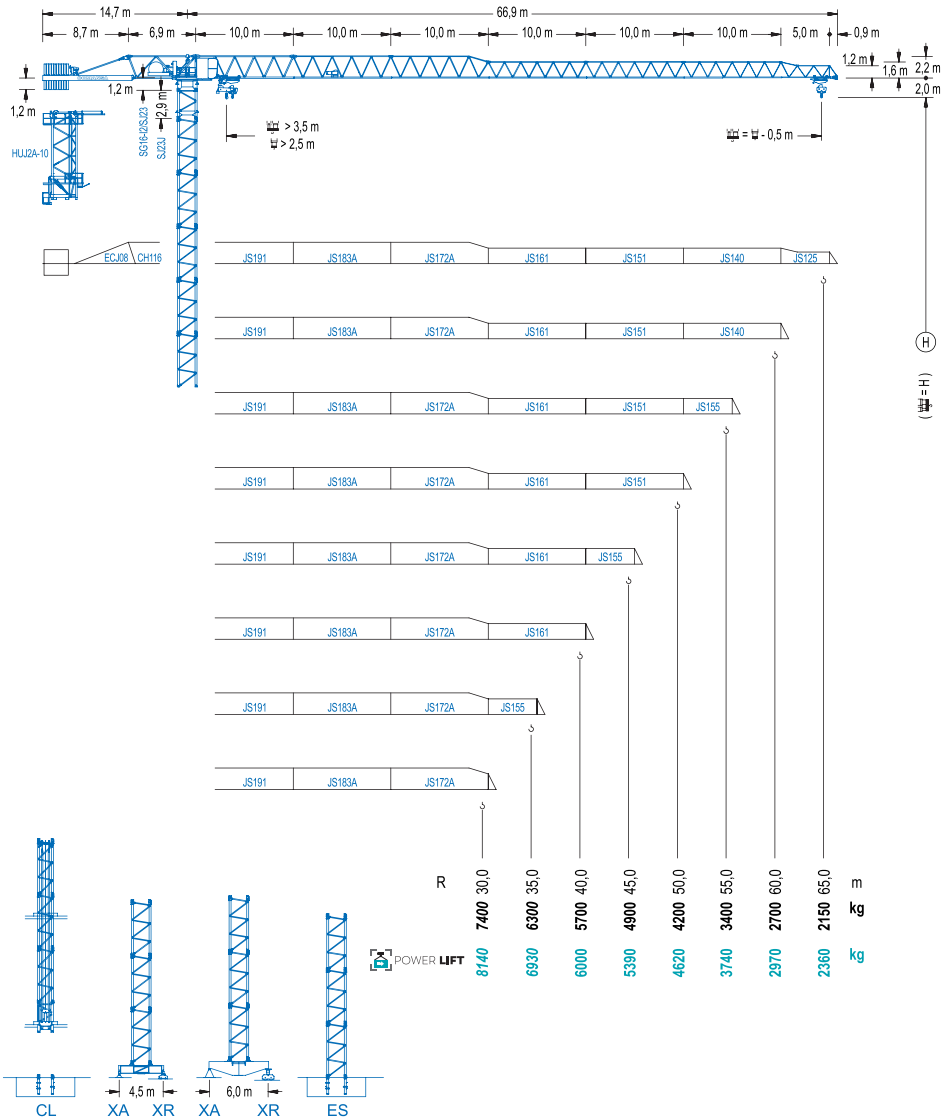 14,7 m 66,9 m
8,7 m 6,9 m 10,0 m 10,0 m 10,0 m 10,0 m 10,0 m 10,0 m 5,0 m 0,9 m
1,2 m 1,6 m 2,2 m
2,0 m
1,2 m
1,2 m
2,9 m
SG16-I2/SJ23
SJ23J
HUJ2A-10
> 3,5 m
> 2,5 m
= - 0,5 m
ECJ08 CH116 JS191 JS183A JS172A JS161 JS151 JS140 JS125
JS191 JS183A JS172A JS161 JS151 JS140
H
( H = )
JS191 JS183A JS172A JS161 JS151 JS155
JS191 JS183A JS172A JS161 JS151
JS191 JS183A JS172A JS161 JS155
JS191 JS183A JS172A JS161
JS191 JS183A JS172A JS155
JS191 JS183A JS172A
R 30,0 35,0 40,0 45,0 50,0 55,0 60,0 65,0 m
7400 6300 5700 4900 4200 3400 2700 2150 kg
POWER LIFT 8140 6930 6000 5390 4620 3740 2970 2360 kg
4,5 m 6,0 m
CL XA XR XA XR ES